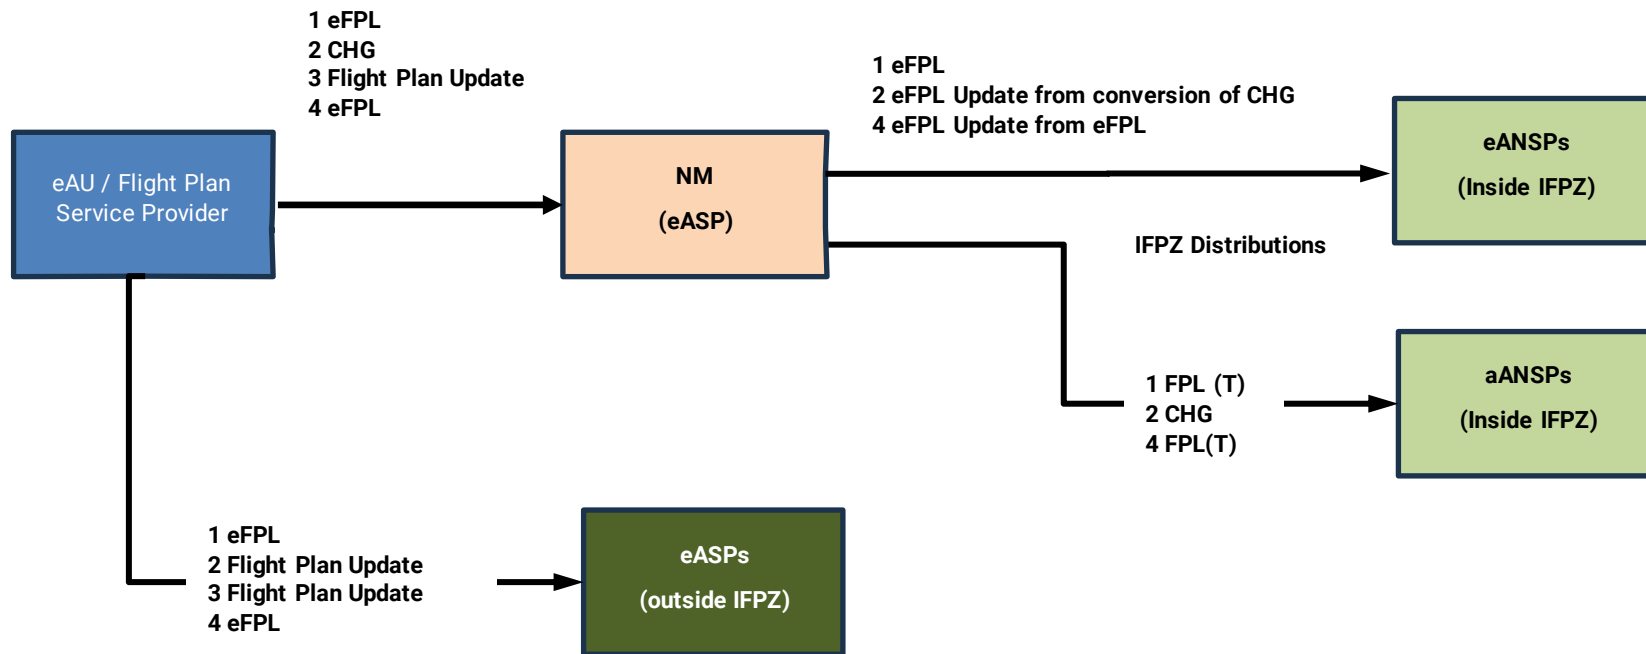 1 eFPL
2 CHG
3 Flight Plan Update
4 eFPL
1 eFPL
2 eFPL Update from conversion of CHG
4 eFPL Update from eFPL
eAU / Flight Plan
Service Provider
NM
(eASP)
eANSPs
(Inside IFPZ)
IFPZ Distributions
1 FPL (T)
2 CHG
4 FPL(T)
aANSPs
(Inside IFPZ)
1 eFPL
2 Flight Plan Update
3 Flight Plan Update
4 eFPL
eASPs
(outside IFPZ)